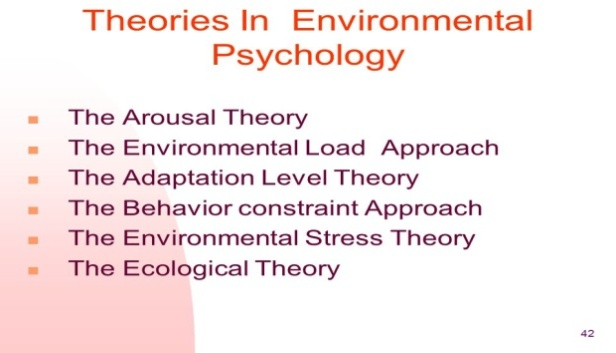 Theories In Environmental
Psychology
The Arousal Theory
The Environmental Load Approach
The Adaptation Level Theory
The Behavior constraint Approach
The Environmental Stress Theory
The Ecological Theory
42